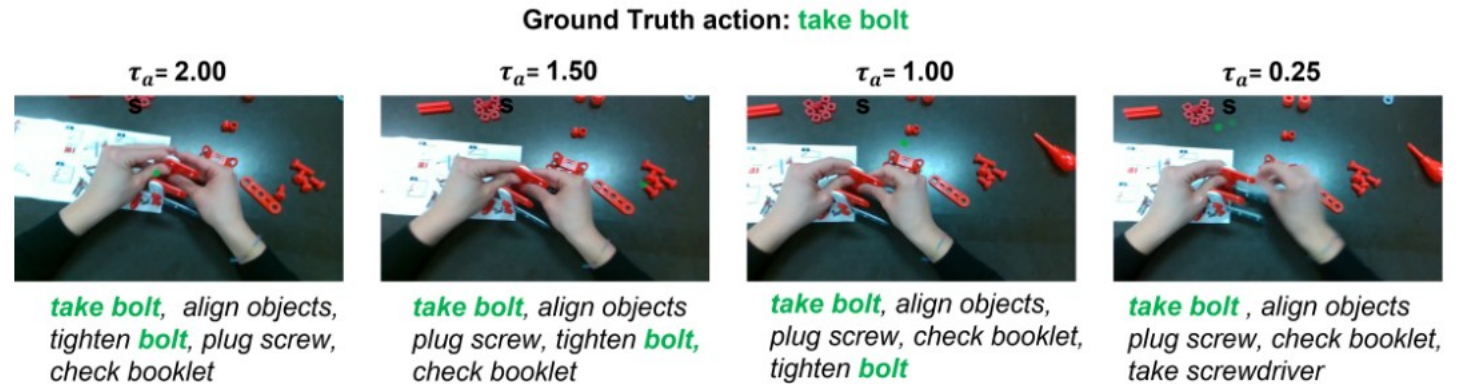 Ground Truth action: take bolt
τₐ= 2.00
s
take bolt, align objects,
tighten bolt, plug screw,
check booklet
τₐ= 1.50
s
take bolt, align objects
plug screw, tighten bolt,
check booklet
τₐ= 1.00
s
take bolt, align objects,
plug screw, check booklet,
tighten bolt
τₐ= 0.25
s
take bolt , align objects
plug screw, check booklet,
take screwdriver